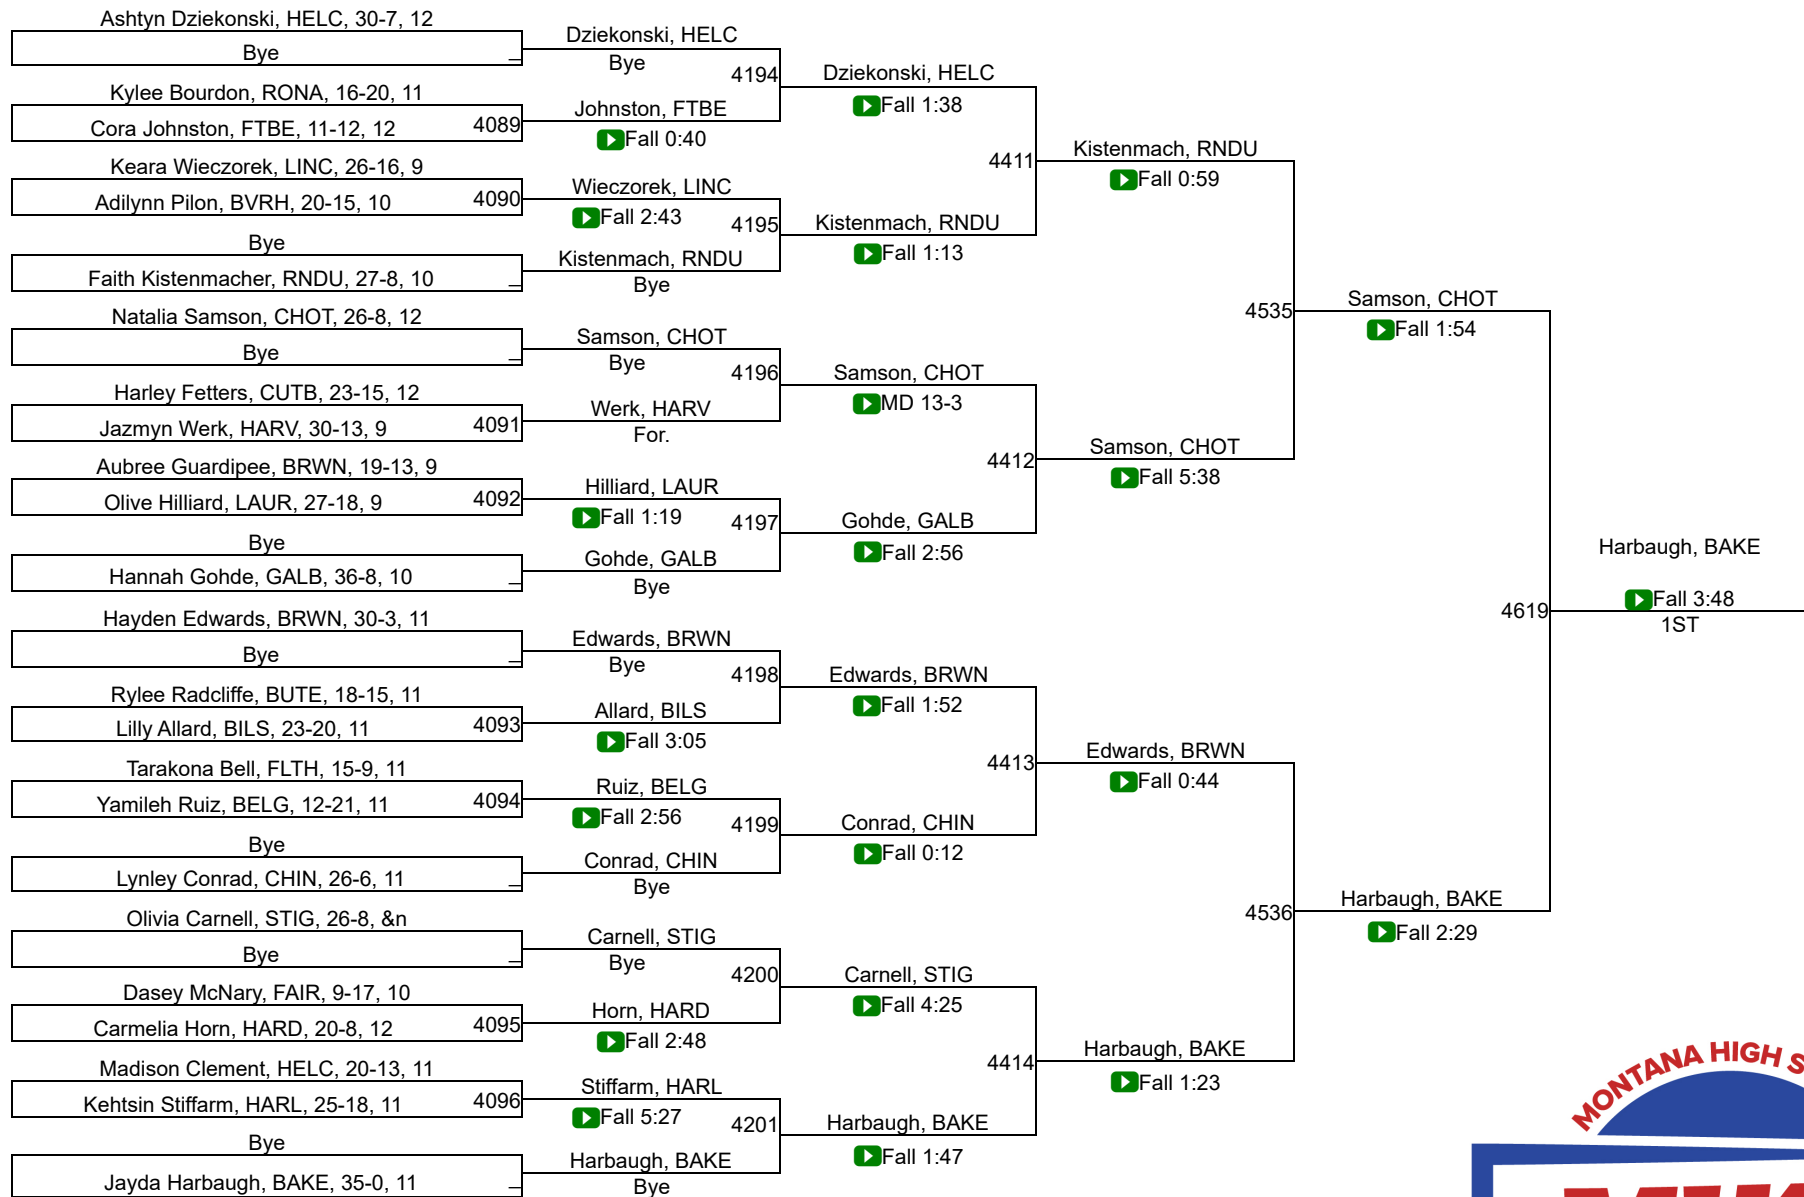 Ashtyn Dziekonski, HELC, 30-7, 12
Bye
Kylee Bourdon, RONA, 16-20, 11
Cora Johnston, FTBE, 11-12, 12
4089
Keara Wieczorek, LINC, 26-16, 9
Adilynn Pilon, BVRH, 20-15, 10
4090
Bye
Faith Kistenmacher, RNDU, 27-8, 10
Natalia Samson, CHOT, 26-8, 12
Bye
Harley Fetters, CUTB, 23-15, 12
Jazmyn Werk, HARV, 30-13, 9
4091
Aubree Guardipee, BRWN, 19-13, 9
Olive Hilliard, LAUR, 27-18, 9
4092
Bye
Hannah Gohde, GALB, 36-8, 10
Hayden Edwards, BRWN, 30-3, 11
Bye
Rylee Radcliffe, BUTE, 18-15, 11
Lilly Allard, BILS, 23-20, 11
4093
Tarakona Bell, FLTH, 15-9, 11
Yamileh Ruiz, BELG, 12-21, 11
4094
Bye
Lynley Conrad, CHIN, 26-6, 11
Olivia Carnell, STIG, 26-8, &n
Bye
Dasey McNary, FAIR, 9-17, 10
Carmelia Horn, HARD, 20-8, 12
4095
Madison Clement, HELC, 20-13, 11
Kehtsin Stiffarm, HARL, 25-18, 11
4096
Bye
Jayda Harbaugh, BAKE, 35-0, 11
Dziekonski, HELC
Bye
4194
Johnston, FTBE
Fall 0:40
Wieczorek, LINC
Fall 2:43
4195
Kistenmach, RNDU
Bye
Samson, CHOT
Bye
4196
Werk, HARV
For.
Hilliard, LAUR
Fall 1:19
4197
Gohde, GALB
Bye
Edwards, BRWN
Bye
4198
Allard, BILS
Fall 3:05
Ruiz, BELG
Fall 2:56
4199
Conrad, CHIN
Bye
Carnell, STIG
Bye
4200
Horn, HARD
Fall 2:48
Stiffarm, HARL
Fall 5:27
4201
Harbaugh, BAKE
Bye
Dziekonski, HELC
Fall 1:38
4411
Kistenmach, RNDU
Fall 1:13
Samson, CHOT
MD 13-3
4412
Gohde, GALB
Fall 2:56
Edwards, BRWN
Fall 1:52
4413
Conrad, CHIN
Fall 0:12
Carnell, STIG
Fall 4:25
4414
Harbaugh, BAKE
Fall 1:47
Kistenmach, RNDU
Fall 0:59
4535
Samson, CHOT
Fall 5:38
Edwards, BRWN
Fall 0:44
4536
Harbaugh, BAKE
Fall 1:23
Samson, CHOT
Fall 1:54
4619
Harbaugh, BAKE
Fall 2:29
Harbaugh, BAKE
Fall 3:48
1ST
MONTANA HIGH S